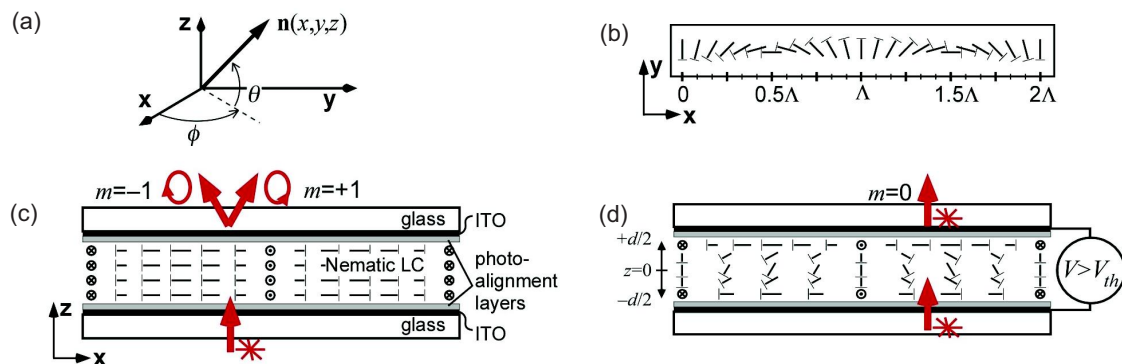 (a)
z
n(x,y,z)
x
y
θ
ϕ
(b)
y
x
0
0.5Λ
Λ
1.5Λ
2Λ
(c)
m=−1
m=+1
glass
ITO
Nematic LC
photo-
alignment
layers
glass
ITO
z
x
(d)
m=0
+d/2
z=0
−d/2
V>Vth